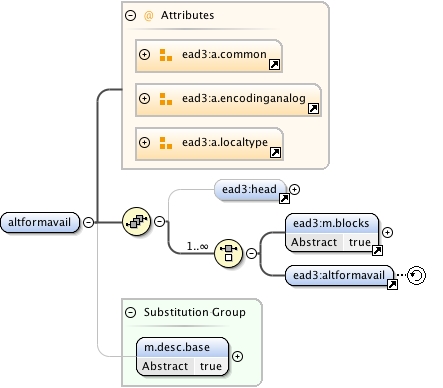 @ Attributes
ead3:a.common
ead3:a.encodinganalog
ead3:a.localtype
ead3:head
altformavail
1..∞
ead3:m.blocks
Abstract true
ead3:altformavail
Substitution Group
m.desc.base
Abstract true